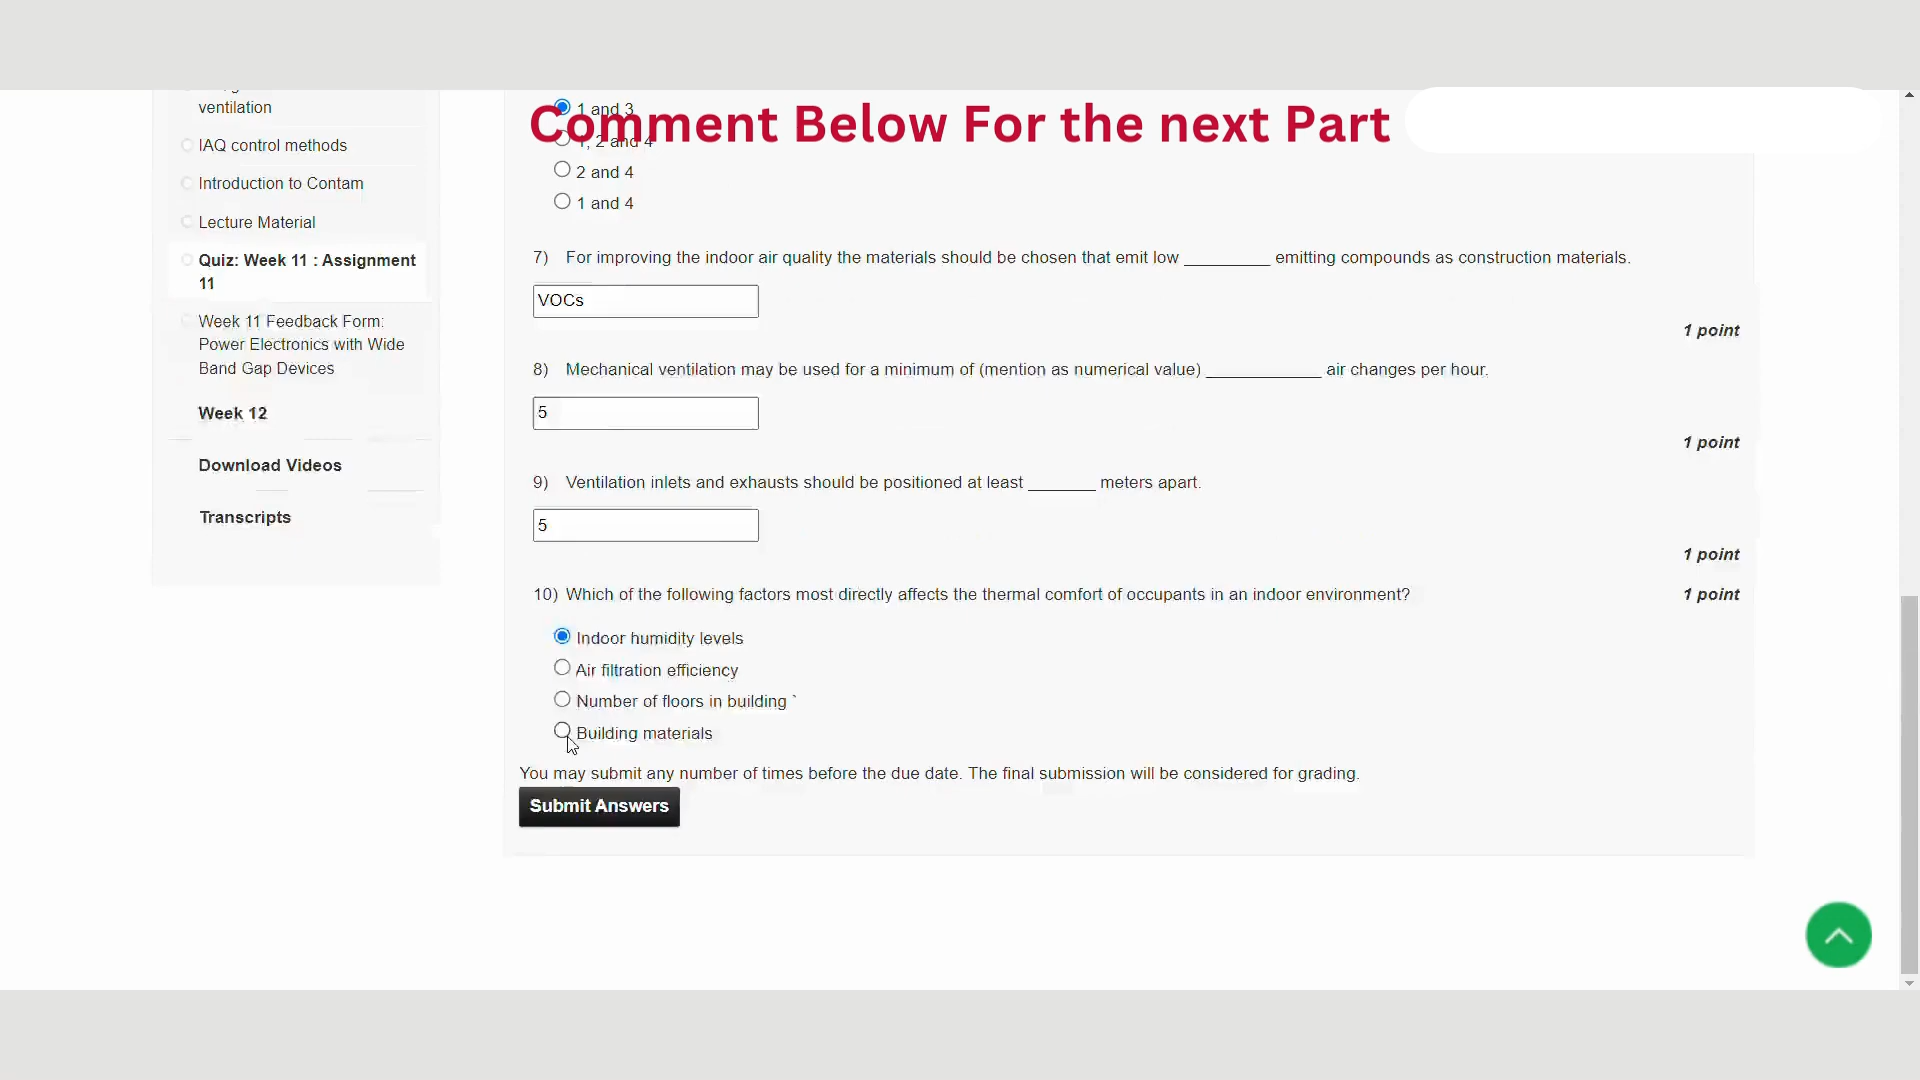 ventilation
IAQ control methods
Introduction to Contam
Lecture Material
Quiz: Week 11 : Assignment
11
Week 11 Feedback Form:
Power Electronics with Wide
Band Gap Devices
Week 12
Download Videos
Transcripts
1 and 3
Comment Below For the next Part
1, 2 and 4
2 and 4
1 and 4
7) For improving the indoor air quality the materials should be chosen that emit low _________ emitting compounds as construction materials.
VOCs
1 point
8) Mechanical ventilation may be used for a minimum of (mention as numerical value) ____________ air changes per hour.
5
1 point
9) Ventilation inlets and exhausts should be positioned at least _______ meters apart.
5
1 point
10) Which of the following factors most directly affects the thermal comfort of occupants in an indoor environment? 1 point
Indoor humidity levels
Air filtration efficiency
Number of floors in building `
Building materials
You may submit any number of times before the due date. The final submission will be considered for grading.
Submit Answers